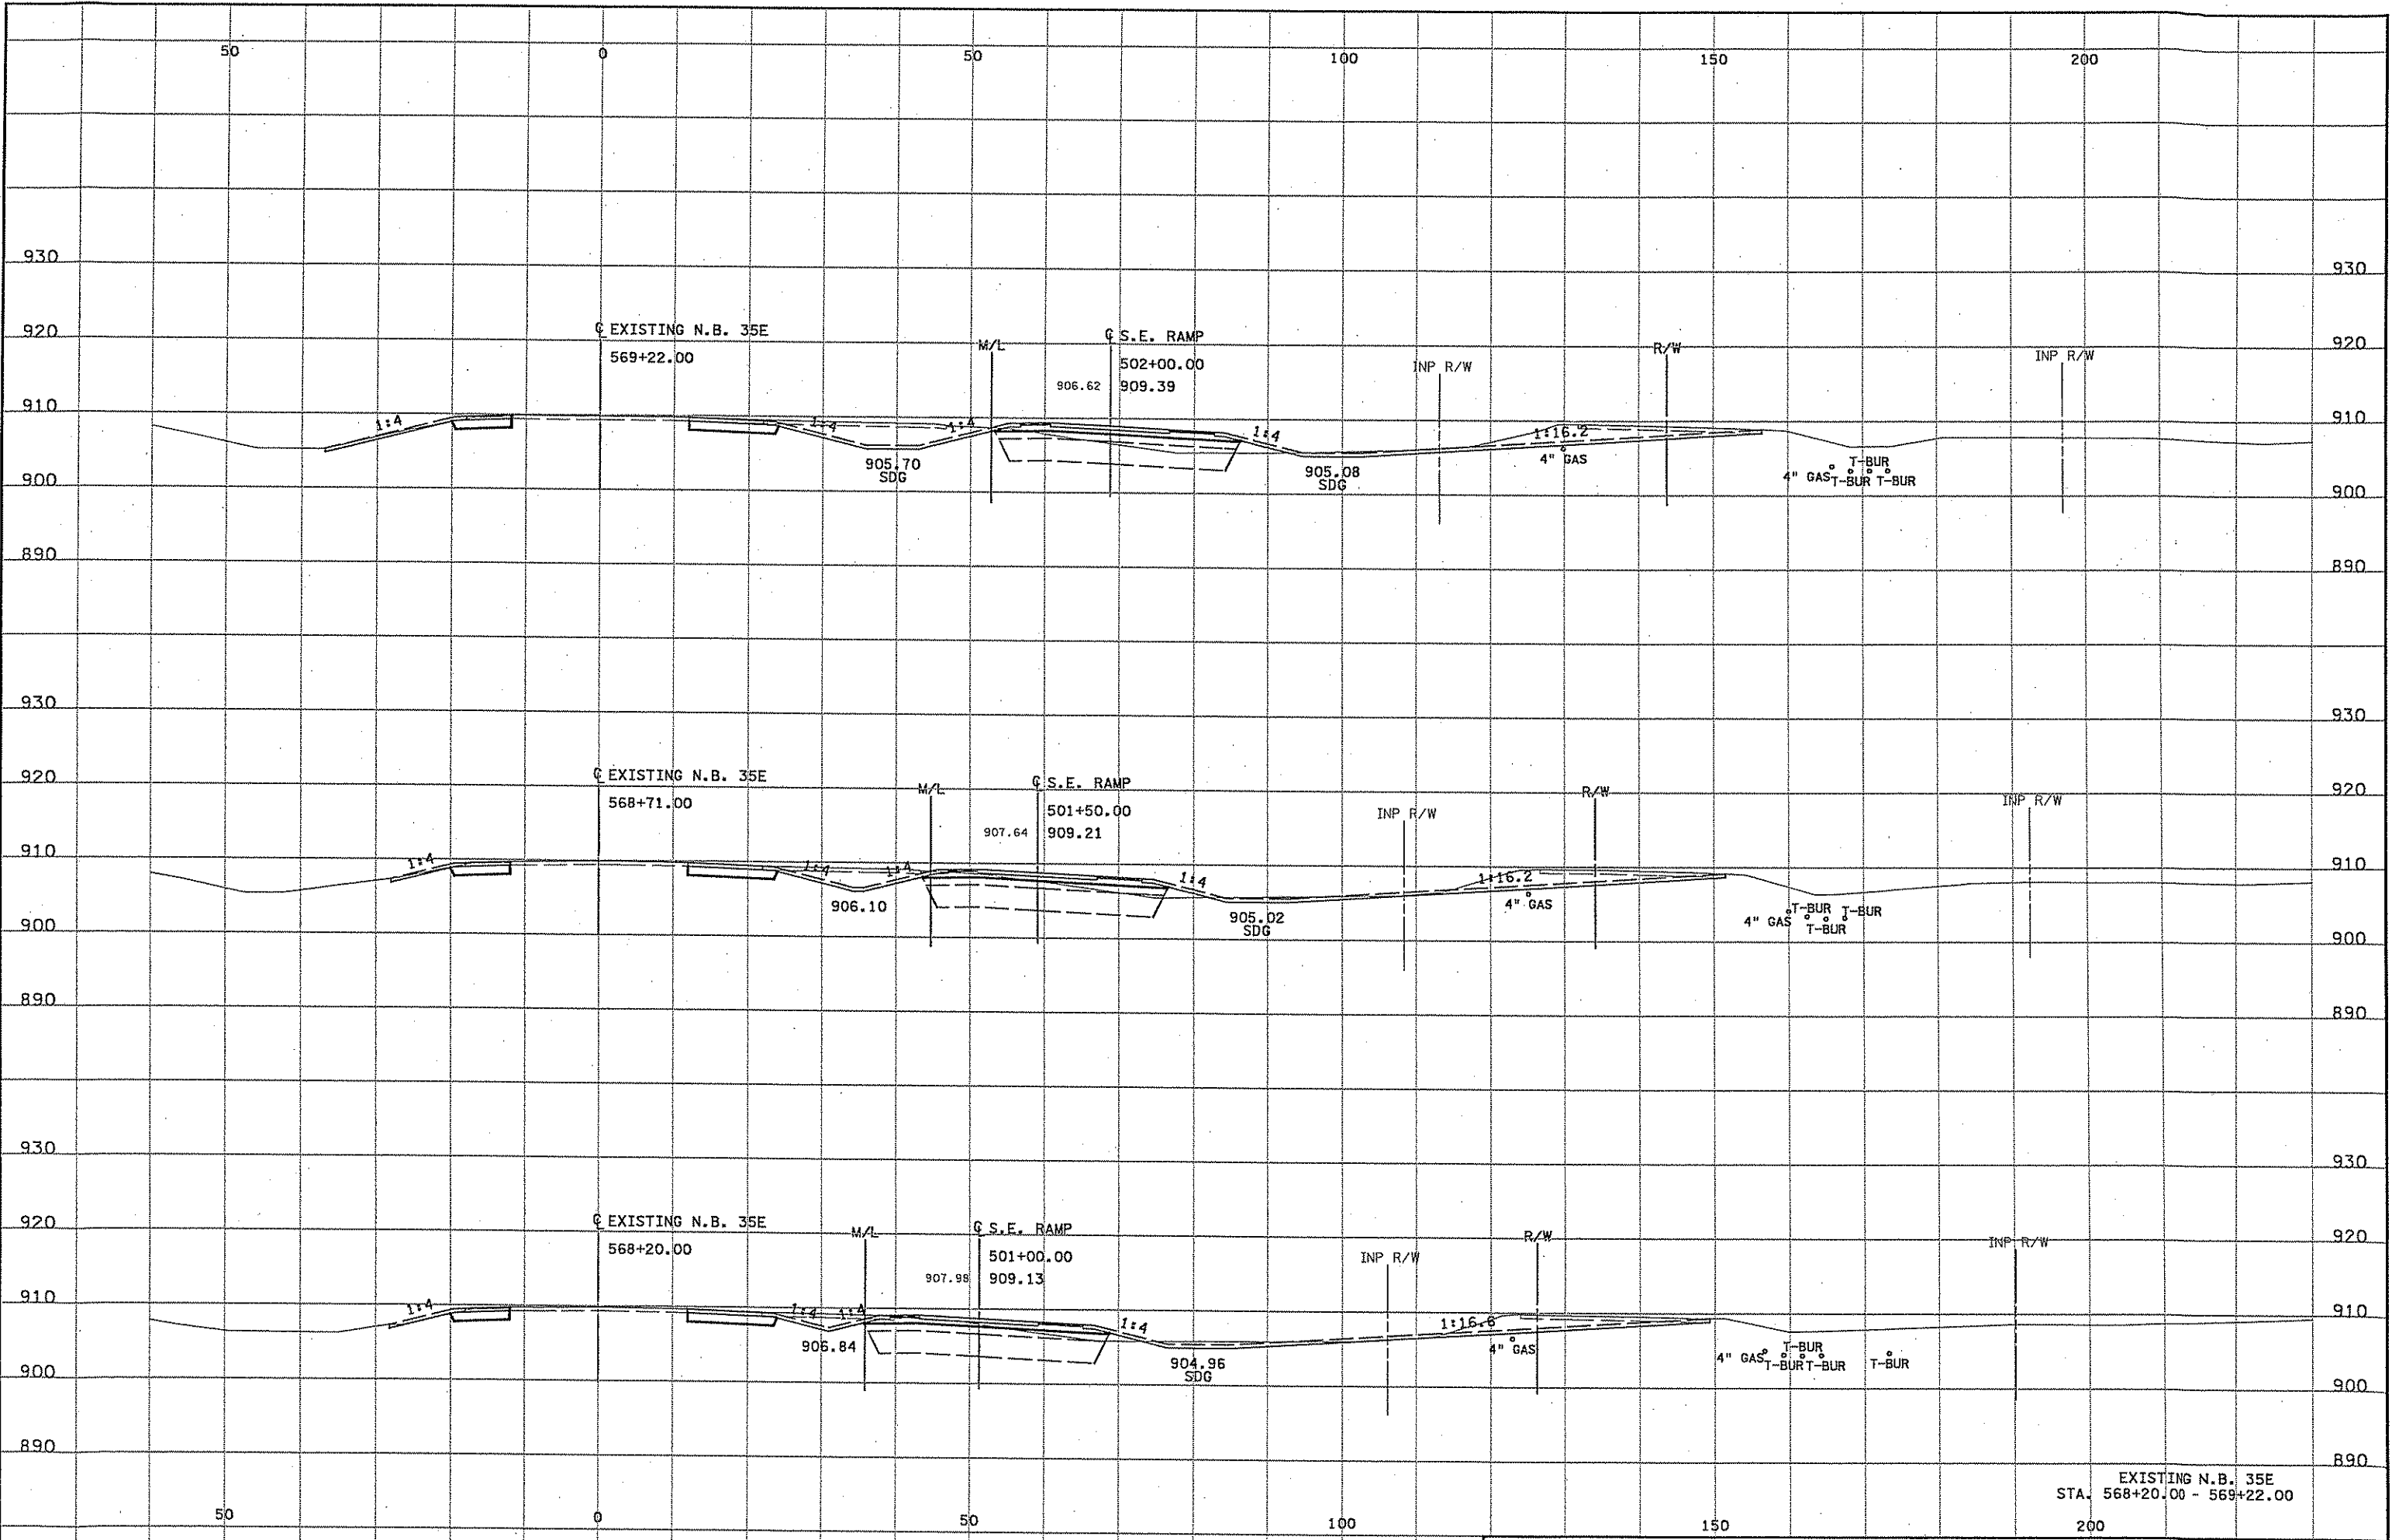 50 0 50 100 150 200
930 930
920 920
℄ EXISTING N.B. 35E
569+22.00
M/L
℄ S.E. RAMP
502+00.00
906.62 909.39
INP R/W
R/W
INP R/W
910 910
1:4 1:4 1:4 1:4 1:16.2
905.70
SDG
905.08
SDG
4" GAS
T-BUR
4" GAS T-BUR T-BUR
900 900
890 890
930 930
920 920
℄ EXISTING N.B. 35E
568+71.00
M/L
℄ S.E. RAMP
501+50.00
907.64 909.21
INP R/W
R/W
INP R/W
910 910
1:4 1:4 1:4 1:4 1:16.2
906.10
905.02
SDG
4" GAS
T-BUR T-BUR
4" GAS T-BUR
900 900
890 890
930 930
920 920
℄ EXISTING N.B. 35E
568+20.00
M/L
℄ S.E. RAMP
501+00.00
907.98 909.13
INP R/W
R/W
INP R/W
910 910
1:4 1:4 1:4 1:4 1:16.6
906.84
904.96
SDG
4" GAS
T-BUR
4" GAS T-BUR T-BUR T-BUR
900 900
890 890
EXISTING N.B. 35E
STA. 568+20.00 - 569+22.00
50 0 50 100 150 200